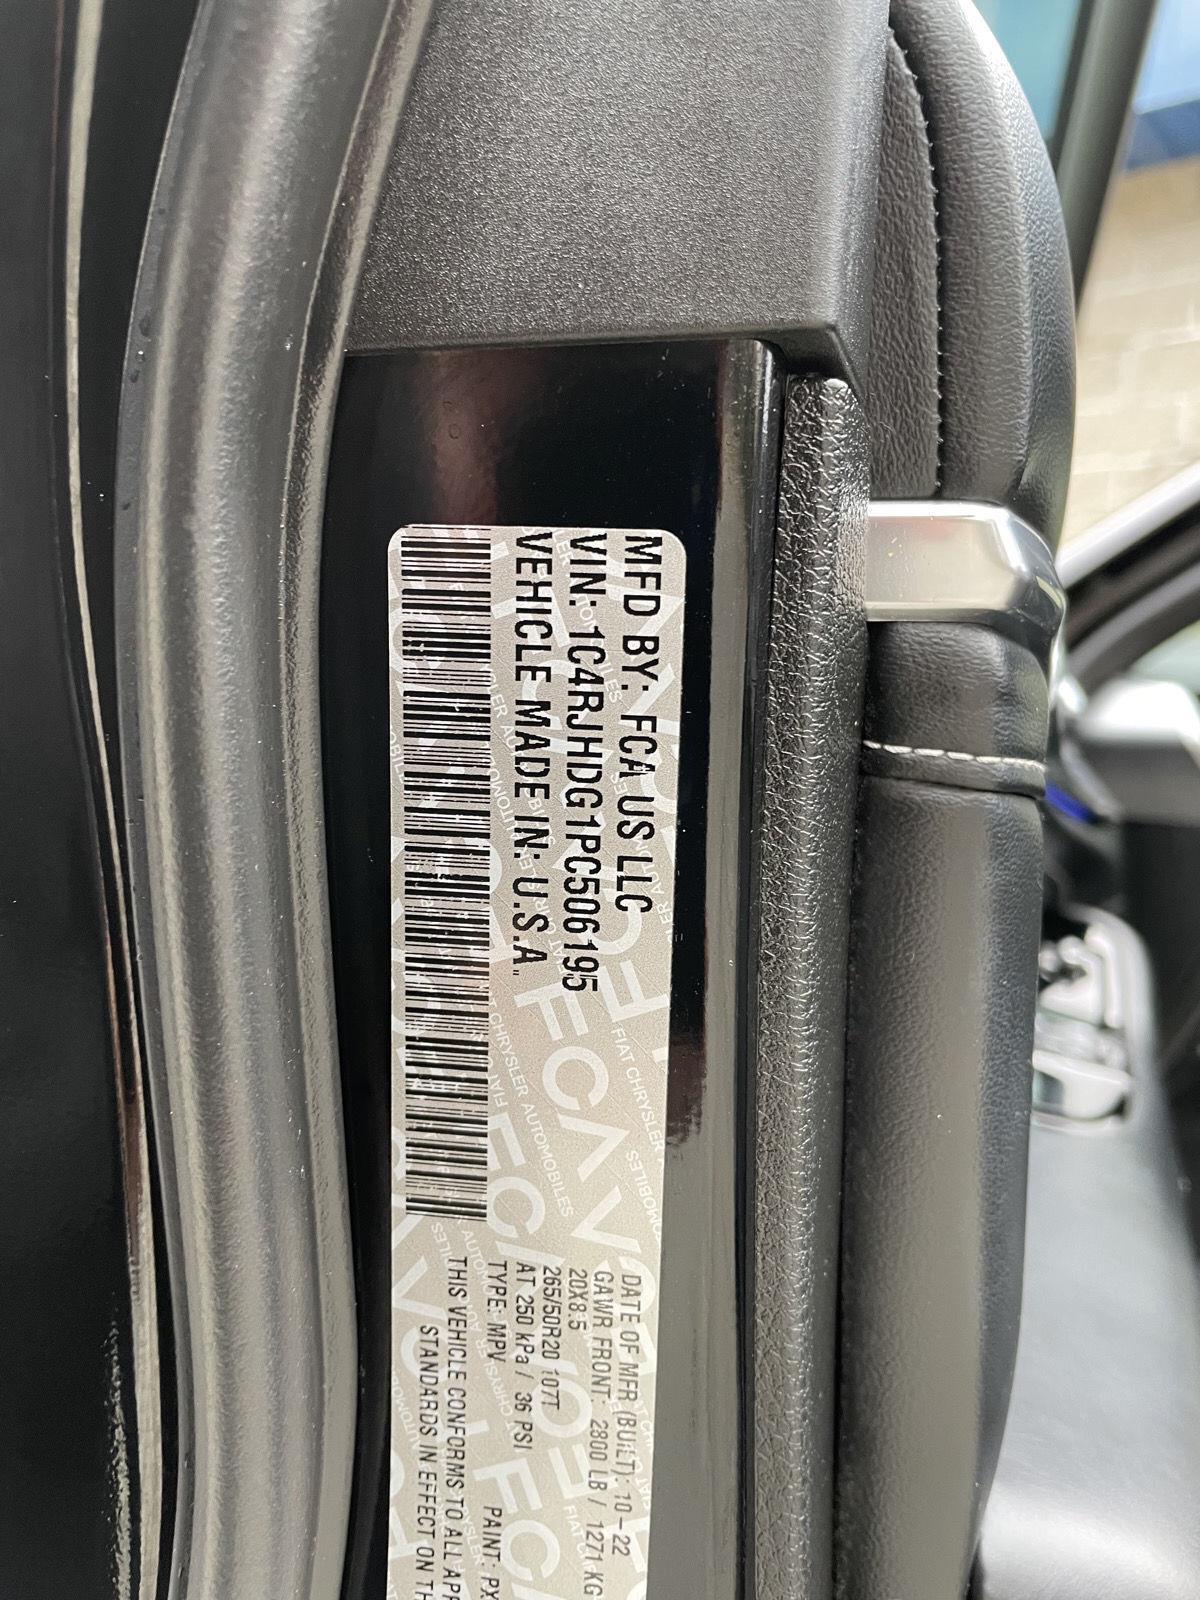 MFD BY: FCA US LLC
VIN: 1C4RJHDG1PC506195
VEHICLE MADE IN: U.S.A.
DATE OF MFR (BUILT): 10-22
GAWR FRONT: 2800 LB / 1271 KG
20X8.5
265/50R20 107T
AT 250 kPa / 36 PSI
TYPE: MPV PAINT: PX
THIS VEHICLE CONFORMS TO ALL APP
STANDARDS IN EFFECT ON TH